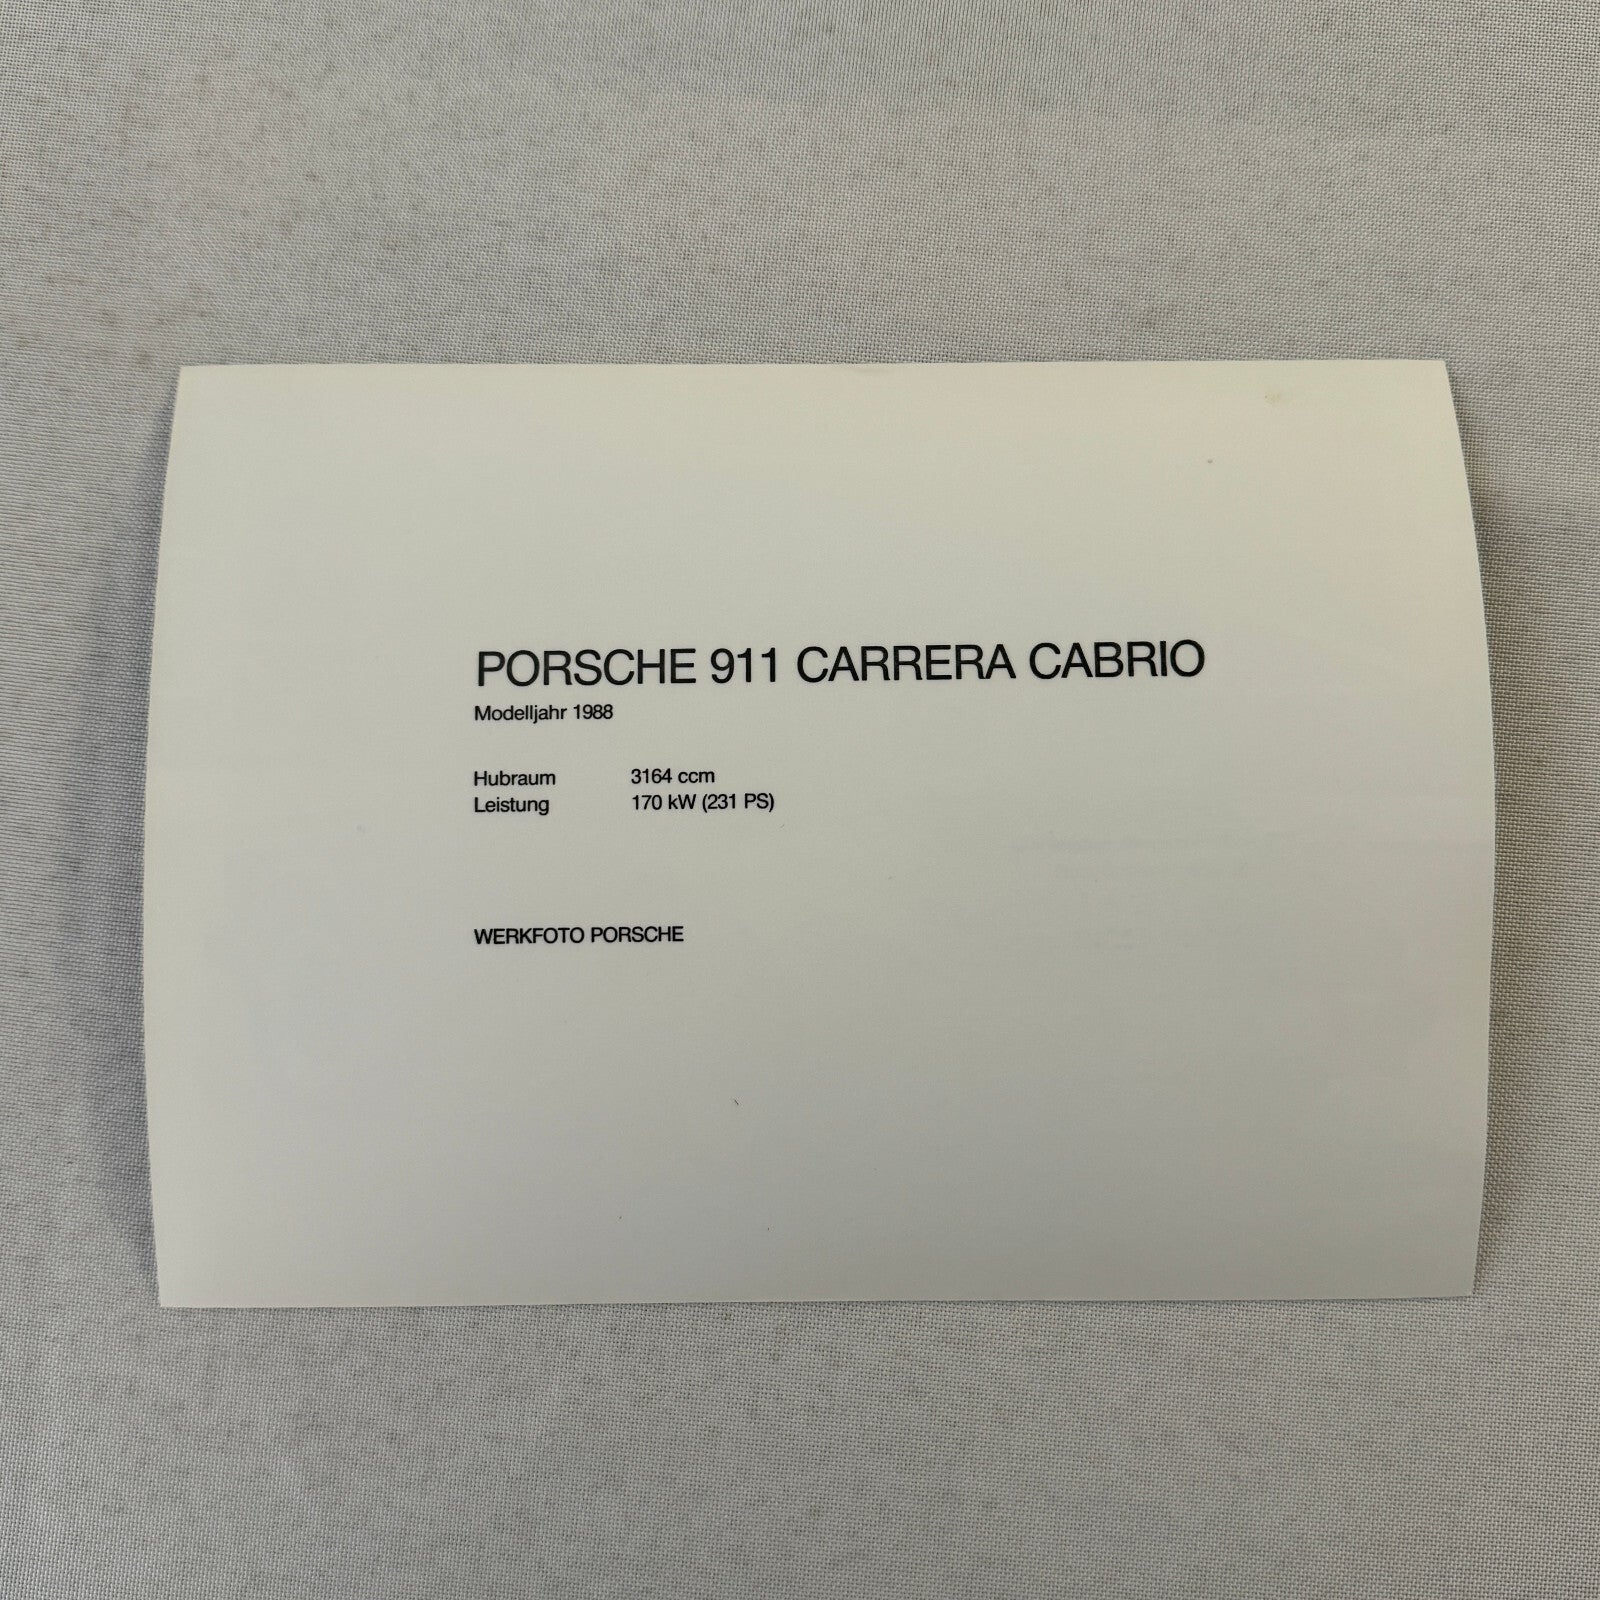 PORSCHE 911 CARRERA CABRIO
Modelljahr 1988
Hubraum 3164 ccm
Leistung 170 kW (231 PS)
WERKFOTO PORSCHE